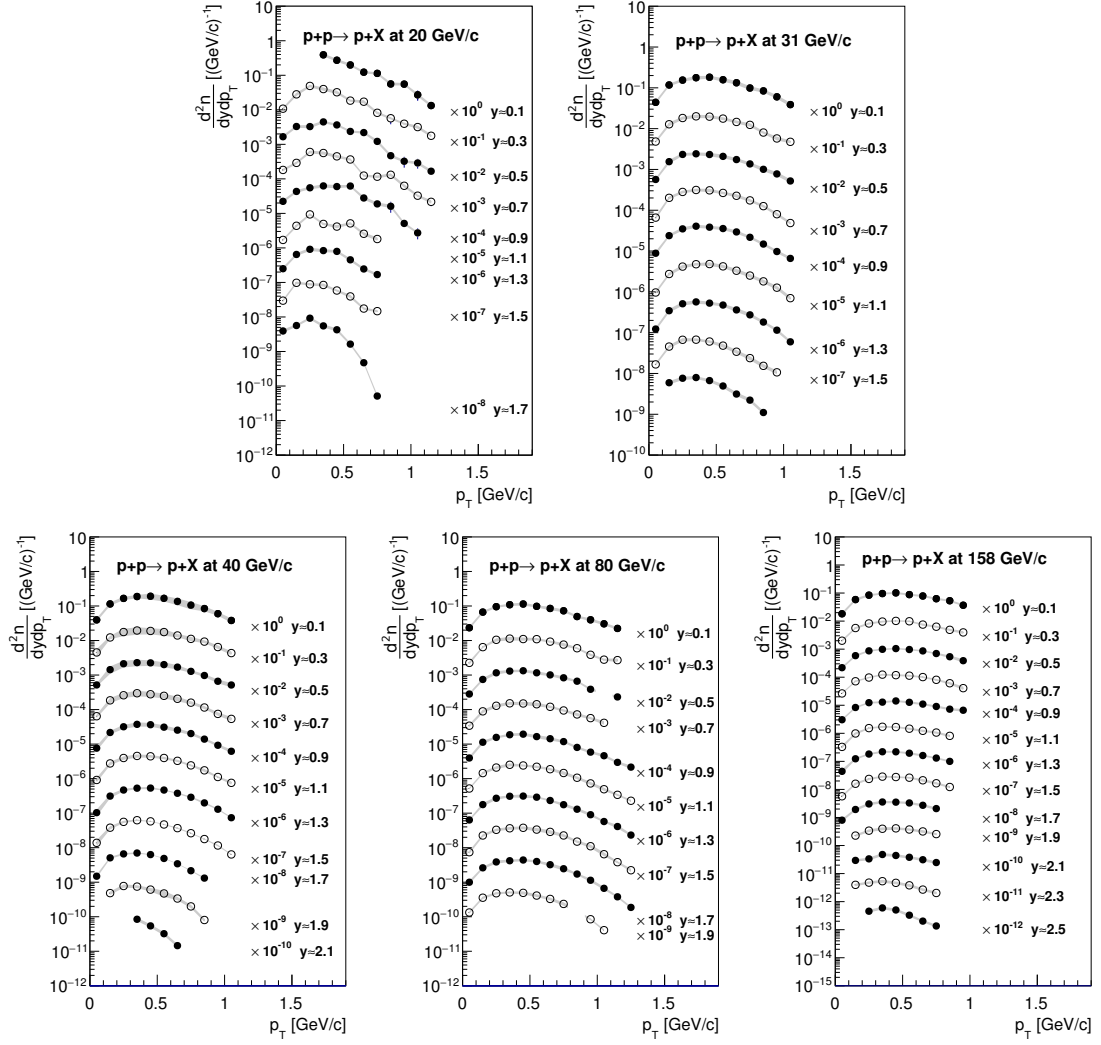 p+p→ p+X at 20 GeV/c
d²n/dydp_T [(GeV/c)⁻¹]
10
1
10⁻¹
10⁻²
10⁻³
10⁻⁴
10⁻⁵
10⁻⁶
10⁻⁷
10⁻⁸
10⁻⁹
10⁻¹⁰
10⁻¹¹
10⁻¹²
× 10⁰ y≈0.1
× 10⁻¹ y≈0.3
× 10⁻² y≈0.5
× 10⁻³ y≈0.7
× 10⁻⁴ y≈0.9
× 10⁻⁵ y≈1.1
× 10⁻⁶ y≈1.3
× 10⁻⁷ y≈1.5
× 10⁻⁸ y≈1.7
0 0.5 1 1.5
p_T [GeV/c]
p+p→ p+X at 31 GeV/c
d²n/dydp_T [(GeV/c)⁻¹]
10
1
10⁻¹
10⁻²
10⁻³
10⁻⁴
10⁻⁵
10⁻⁶
10⁻⁷
10⁻⁸
10⁻⁹
10⁻¹⁰
× 10⁰ y≈0.1
× 10⁻¹ y≈0.3
× 10⁻² y≈0.5
× 10⁻³ y≈0.7
× 10⁻⁴ y≈0.9
× 10⁻⁵ y≈1.1
× 10⁻⁶ y≈1.3
× 10⁻⁷ y≈1.5
0 0.5 1 1.5
p_T [GeV/c]
p+p→ p+X at 40 GeV/c
d²n/dydp_T [(GeV/c)⁻¹]
10
1
10⁻¹
10⁻²
10⁻³
10⁻⁴
10⁻⁵
10⁻⁶
10⁻⁷
10⁻⁸
10⁻⁹
10⁻¹⁰
10⁻¹¹
10⁻¹²
× 10⁰ y≈0.1
× 10⁻¹ y≈0.3
× 10⁻² y≈0.5
× 10⁻³ y≈0.7
× 10⁻⁴ y≈0.9
× 10⁻⁵ y≈1.1
× 10⁻⁶ y≈1.3
× 10⁻⁷ y≈1.5
× 10⁻⁸ y≈1.7
× 10⁻⁹ y≈1.9
× 10⁻¹⁰ y≈2.1
0 0.5 1 1.5
p_T [GeV/c]
p+p→ p+X at 80 GeV/c
d²n/dydp_T [(GeV/c)⁻¹]
10
1
10⁻¹
10⁻²
10⁻³
10⁻⁴
10⁻⁵
10⁻⁶
10⁻⁷
10⁻⁸
10⁻⁹
10⁻¹⁰
10⁻¹¹
10⁻¹²
× 10⁰ y≈0.1
× 10⁻¹ y≈0.3
× 10⁻² y≈0.5
× 10⁻³ y≈0.7
× 10⁻⁴ y≈0.9
× 10⁻⁵ y≈1.1
× 10⁻⁶ y≈1.3
× 10⁻⁷ y≈1.5
× 10⁻⁸ y≈1.7
× 10⁻⁹ y≈1.9
0 0.5 1 1.5
p_T [GeV/c]
p+p→ p+X at 158 GeV/c
d²n/dydp_T [(GeV/c)⁻¹]
10
1
10⁻¹
10⁻²
10⁻³
10⁻⁴
10⁻⁵
10⁻⁶
10⁻⁷
10⁻⁸
10⁻⁹
10⁻¹⁰
10⁻¹¹
10⁻¹²
10⁻¹³
10⁻¹⁴
10⁻¹⁵
× 10⁰ y≈0.1
× 10⁻¹ y≈0.3
× 10⁻² y≈0.5
× 10⁻³ y≈0.7
× 10⁻⁴ y≈0.9
× 10⁻⁵ y≈1.1
× 10⁻⁶ y≈1.3
× 10⁻⁷ y≈1.5
× 10⁻⁸ y≈1.7
× 10⁻⁹ y≈1.9
× 10⁻¹⁰ y≈2.1
× 10⁻¹¹ y≈2.3
× 10⁻¹² y≈2.5
0 0.5 1 1.5
p_T [GeV/c]